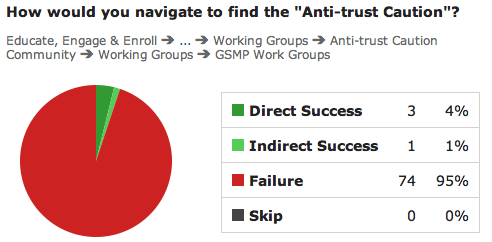 How would you navigate to find the "Anti-trust Caution"?
Educate, Engage & Enroll ➔ ... ➔ Working Groups ➔ Anti-trust Caution
Community ➔ Working Groups ➔ GSMP Work Groups
Direct Success 3 4%
Indirect Success 1 1%
Failure 74 95%
Skip 0 0%